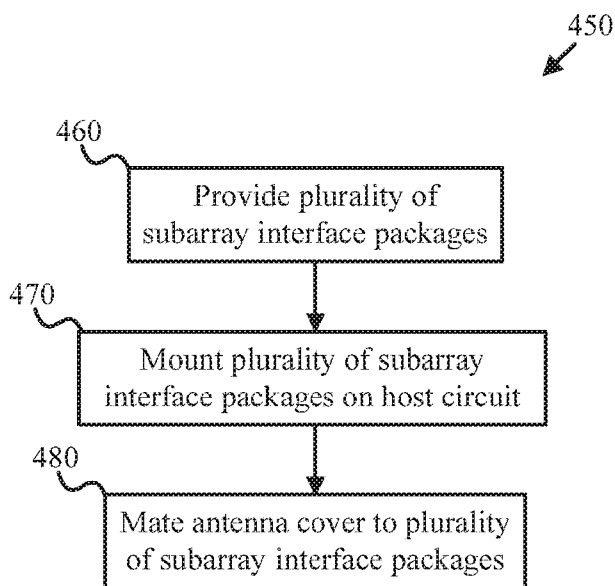 450
460
Provide plurality of
subarray interface packages
470
Mount plurality of subarray
interface packages on host circuit
480
Mate antenna cover to plurality
of subarray interface packages